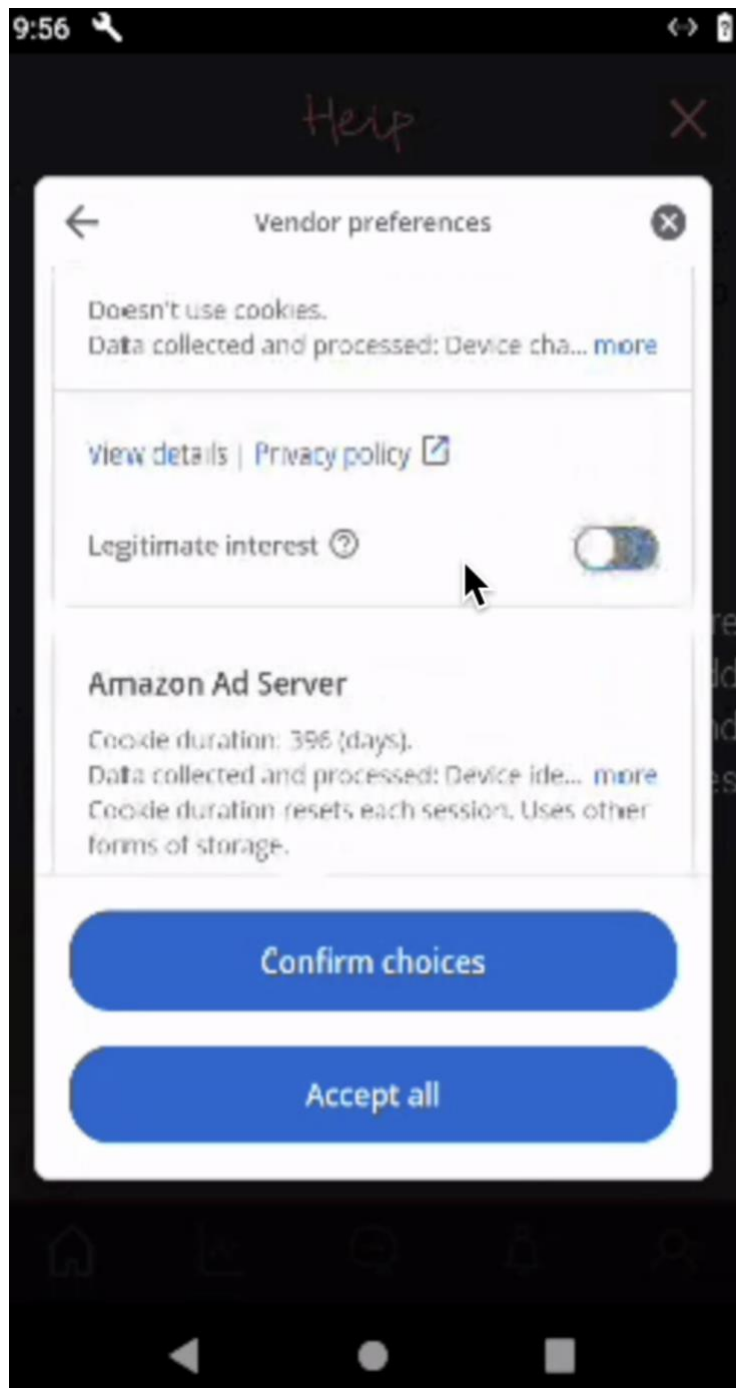 9:56
Help
Vendor preferences
Doesn't use cookies.
Data collected and processed: Device cha... more
View details | Privacy policy
Legitimate interest
Amazon Ad Server
Cookie duration: 396 (days).
Data collected and processed: Device ide... more
Cookie duration resets each session. Uses other
forms of storage.
Confirm choices
Accept all